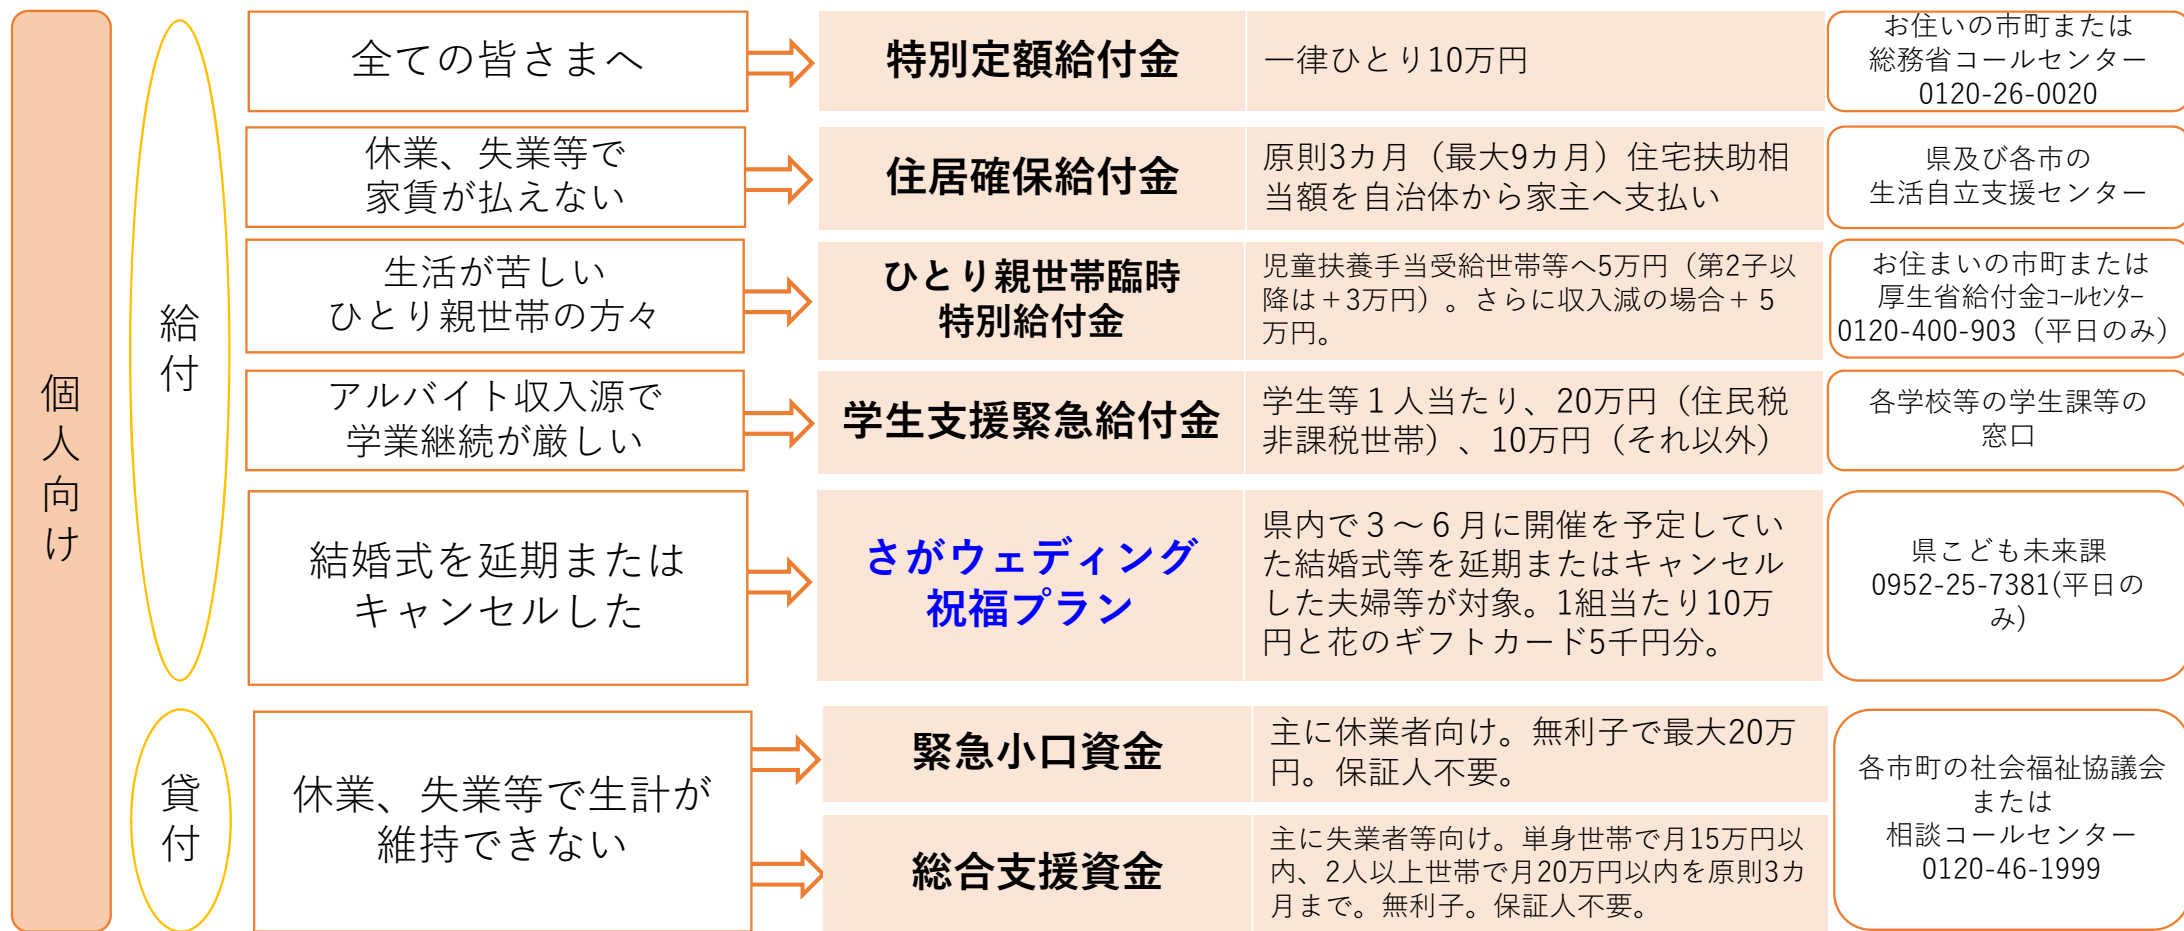 個人向け
給付
全ての皆さまへ
特別定額給付金
一律ひとり10万円
お住いの市町または
総務省コールセンター
0120-26-0020
休業、失業等で
家賃が払えない
住居確保給付金
原則3カ月（最大9カ月）住宅扶助相
当額を自治体から家主へ支払い
県及び各市の
生活自立支援センター
生活が苦しい
ひとり親世帯の方々
ひとり親世帯臨時
特別給付金
児童扶養手当受給世帯等へ5万円（第2子以
降は＋3万円）。さらに収入減の場合＋５
万円。
お住まいの市町または
厚生省給付金ｺｰﾙｾﾝﾀｰ
0120-400-903（平日のみ）
アルバイト収入源で
学業継続が厳しい
学生支援緊急給付金
学生等１人当たり、20万円（住民税
非課税世帯）、10万円（それ以外）
各学校等の学生課等の
窓口
結婚式を延期または
キャンセルした
さがウェディング
祝福プラン
県内で３～６月に開催を予定してい
た結婚式等を延期またはキャンセル
した夫婦等が対象。1組当たり10万
円と花のギフトカード5千円分。
県こども未来課
0952-25-7381(平日の
み)
貸付
休業、失業等で生計が
維持できない
緊急小口資金
主に休業者向け。無利子で最大20万
円。保証人不要。
総合支援資金
主に失業者等向け。単身世帯で月15万円以
内、2人以上世帯で月20万円以内を原則3カ
月まで。無利子。保証人不要。
各市町の社会福祉協議会
または
相談コールセンター
0120-46-1999